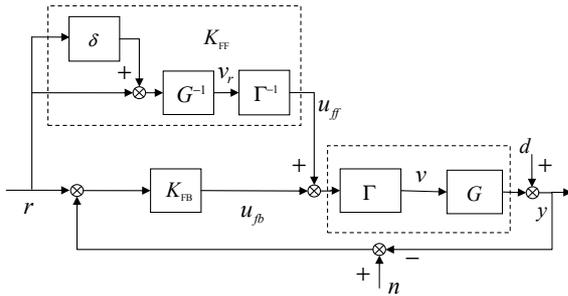 δ
K_FF
+
G⁻¹
v_r
Γ⁻¹
u_ff
+
d
+
r
K_FB
u_fb
Γ
v
G
y
−
+
n